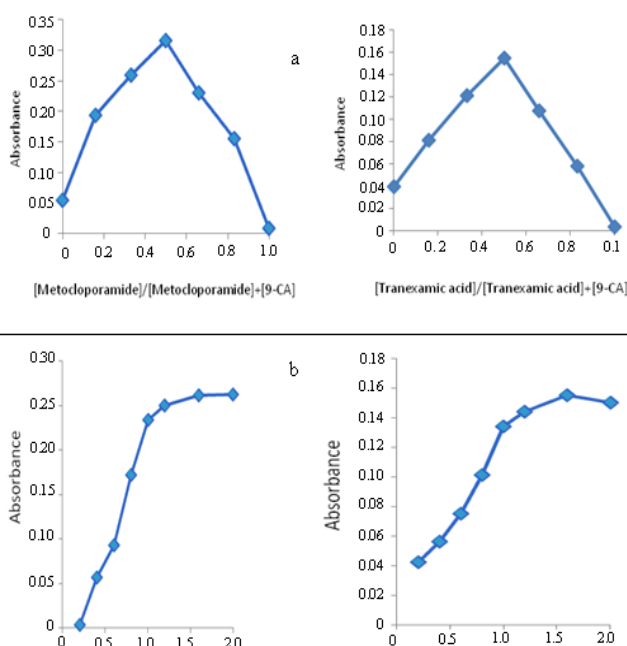 0.35
0.30
0.25
0.20
0.15
0.10
0.05
0
Absorbance
0 0.2 0.4 0.6 0.8 1.0
[Metocloporamide]/[Metocloporamide]+[9-CA]
a
0.18
0.16
0.14
0.12
0.10
0.08
0.06
0.04
0.02
0
Absorbance
0 0.2 0.4 0.6 0.8 0.1
[Tranexamic acid]/[Tranexamic acid]+[9-CA]
0.30
0.25
0.20
0.15
0.10
0.05
0
Absorbance
0 0.5 1.0 1.5 2.0
b
0.18
0.16
0.14
0.12
0.10
0.08
0.06
0.04
0.02
0
Absorbance
0 0.5 1.0 1.5 2.0